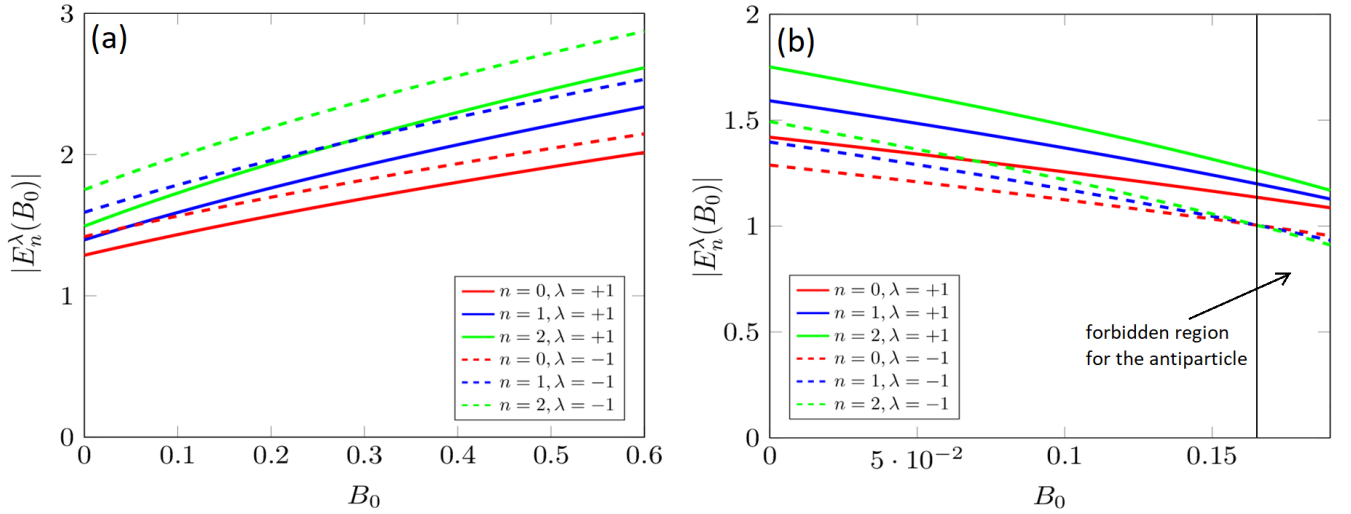 (a)
3
2
1
0
|E_n^λ(B_0)|
0 0.1 0.2 0.3 0.4 0.5 0.6
B_0
n = 0, λ = +1
n = 1, λ = +1
n = 2, λ = +1
n = 0, λ = −1
n = 1, λ = −1
n = 2, λ = −1
(b)
2
1.5
1
0.5
0
|E_n^λ(B_0)|
0 5 · 10^−2 0.1 0.15
B_0
n = 0, λ = +1
n = 1, λ = +1
n = 2, λ = +1
n = 0, λ = −1
n = 1, λ = −1
n = 2, λ = −1
forbidden region
for the antiparticle